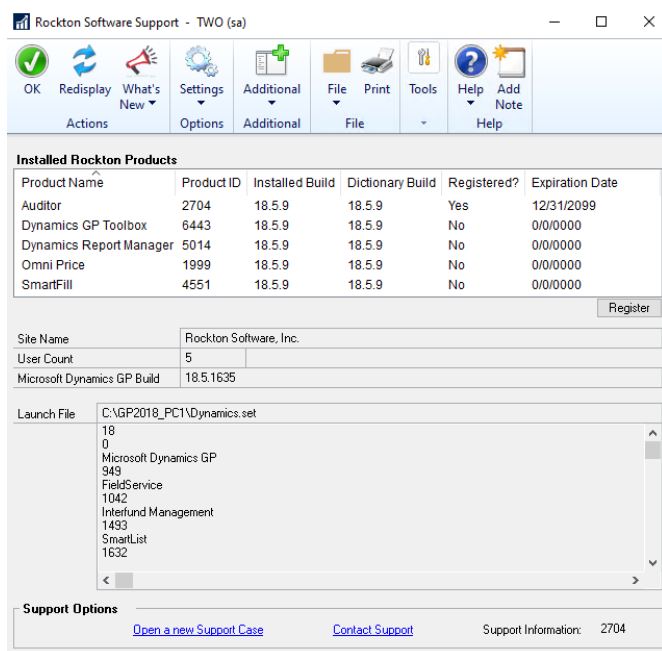 Rockton Software Support  -  TWO (sa)
OK Redisplay What's New Settings Additional File Print Tools Help Add Note
Actions Options Additional File Help
Installed Rockton Products
Product Name Product ID Installed Build Dictionary Build Registered? Expiration Date
Auditor 2704 18.5.9 18.5.9 Yes 12/31/2099
Dynamics GP Toolbox 6443 18.5.9 18.5.9 No 0/0/0000
Dynamics Report Manager 5014 18.5.9 18.5.9 No 0/0/0000
Omni Price 1999 18.5.9 18.5.9 No 0/0/0000
SmartFill 4551 18.5.9 18.5.9 No 0/0/0000
Register
Site Name Rockton Software, Inc.
User Count 5
Microsoft Dynamics GP Build 18.5.1635
Launch File C:\GP2018_PC1\Dynamics.set
18
0
Microsoft Dynamics GP
949
FieldService
1042
Interfund Management
1493
SmartList
1632
Support Options
Open a new Support Case Contact Support Support Information: 2704